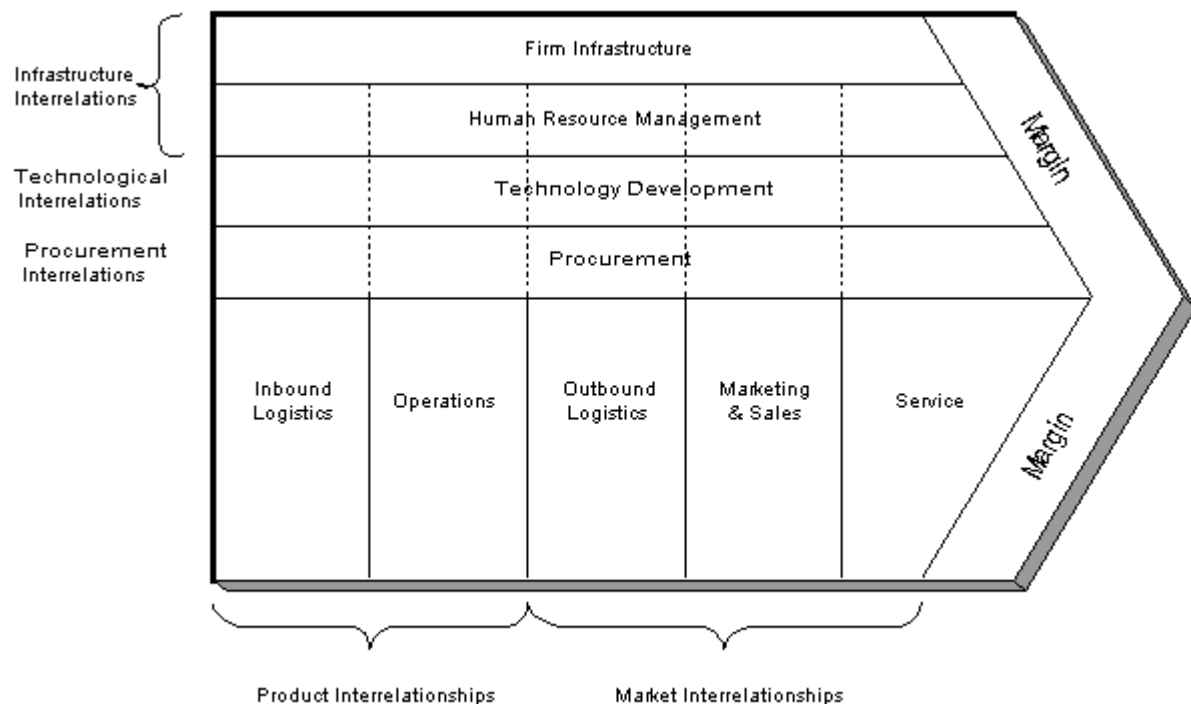 Firm Infrastructure
Infrastructure
Interrelations
Human Resource Management
Margin
Technological
Interrelations
Technology Development
Procurement
Interrelations
Procurement
Inbound
Logistics
Operations
Outbound
Logistics
Marketing
& Sales
Service
Margin
Product Interrelationships
Market Interrelationships